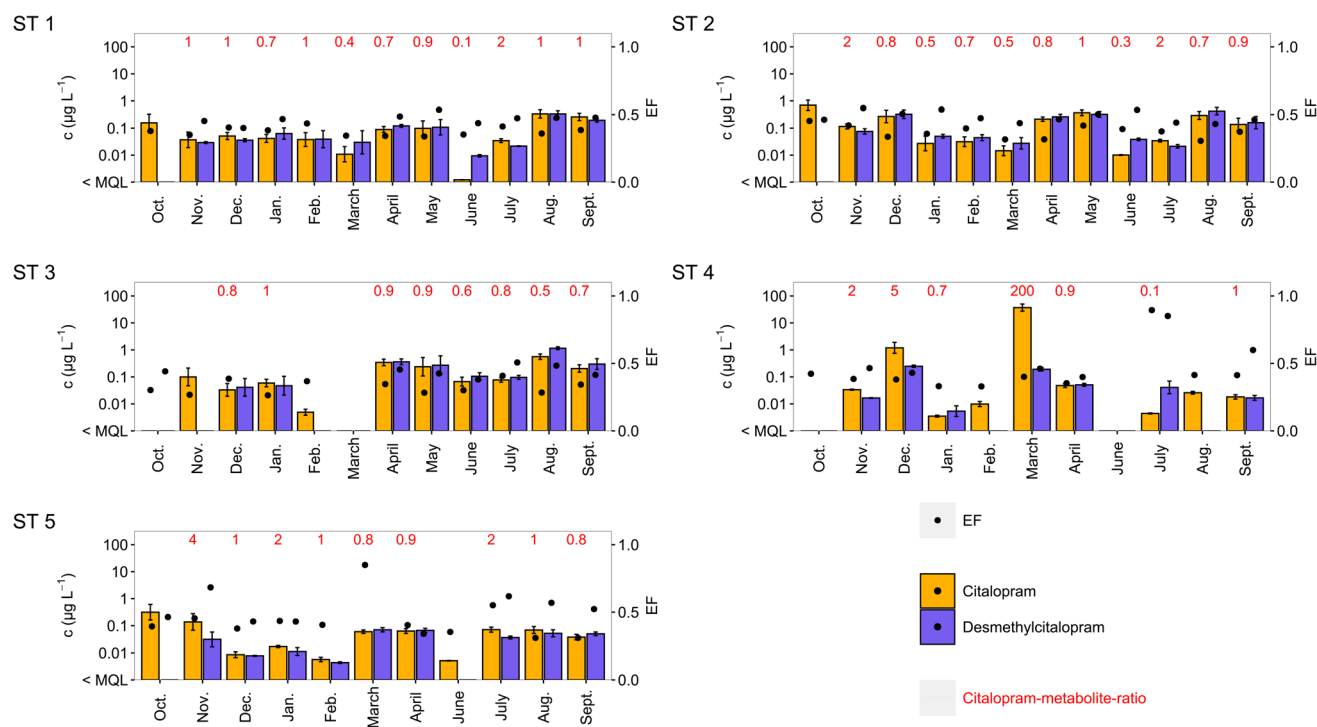 ST 1
1 1 0.7 1 0.4 0.7 0.9 0.1 2 1 1
c (µg L⁻¹)
100
10
1
0.1
0.01
< MQL
1.0
0.5
0.0
EF
Oct. Nov. Dec. Jan. Feb. March April May June July Aug. Sept.
ST 2
2 0.8 0.5 0.7 0.5 0.8 1 0.3 2 0.7 0.9
c (µg L⁻¹)
100
10
1
0.1
0.01
< MQL
1.0
0.5
0.0
EF
Oct. Nov. Dec. Jan. Feb. March April May June July Aug. Sept.
ST 3
0.8 1 0.9 0.9 0.6 0.8 0.5 0.7
c (µg L⁻¹)
100
10
1
0.1
0.01
< MQL
1.0
0.5
0.0
EF
Oct. Nov. Dec. Jan. Feb. March April May June July Aug. Sept.
ST 4
2 5 0.7 200 0.9 0.1 1
c (µg L⁻¹)
100
10
1
0.1
0.01
< MQL
1.0
0.5
0.0
EF
Oct. Nov. Dec. Jan. Feb. March April June July Aug. Sept.
ST 5
4 1 2 1 0.8 0.9 2 1 0.8
c (µg L⁻¹)
100
10
1
0.1
0.01
< MQL
1.0
0.5
0.0
EF
Oct. Nov. Dec. Jan. Feb. March April June July Aug. Sept.
EF
Citalopram
Desmethylcitalopram
Citalopram-metabolite-ratio